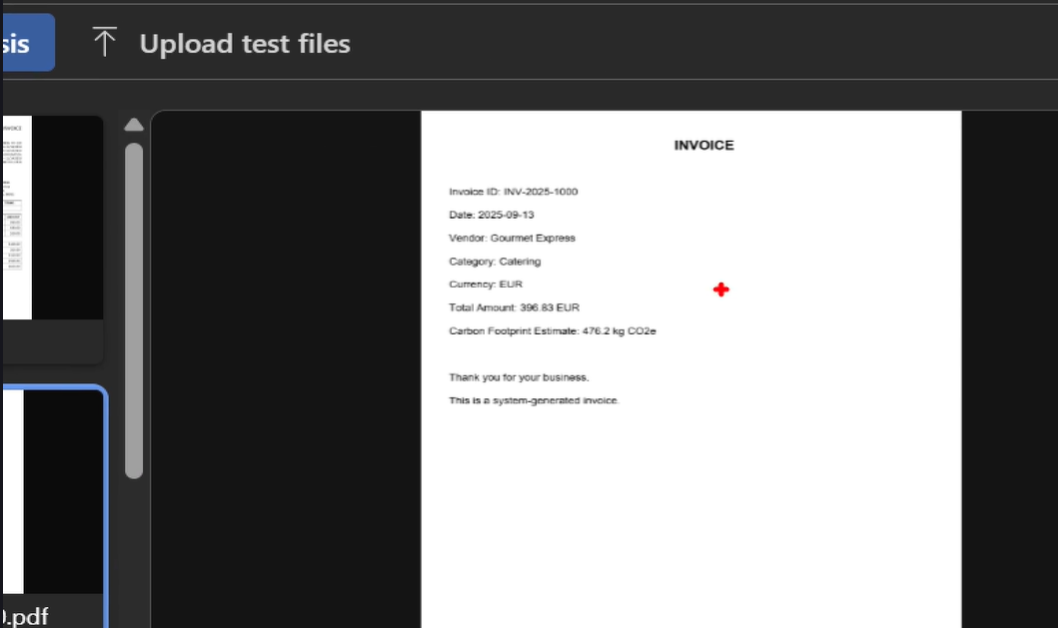 sis
Upload test files
INVOICE
Invoice ID: INV-2025-1000
Date: 2025-09-13
Vendor: Gourmet Express
Category: Catering
Currency: EUR
Total Amount: 396.83 EUR
Carbon Footprint Estimate: 476.2 kg CO2e
Thank you for your business.
This is a system-generated invoice.
.pdf